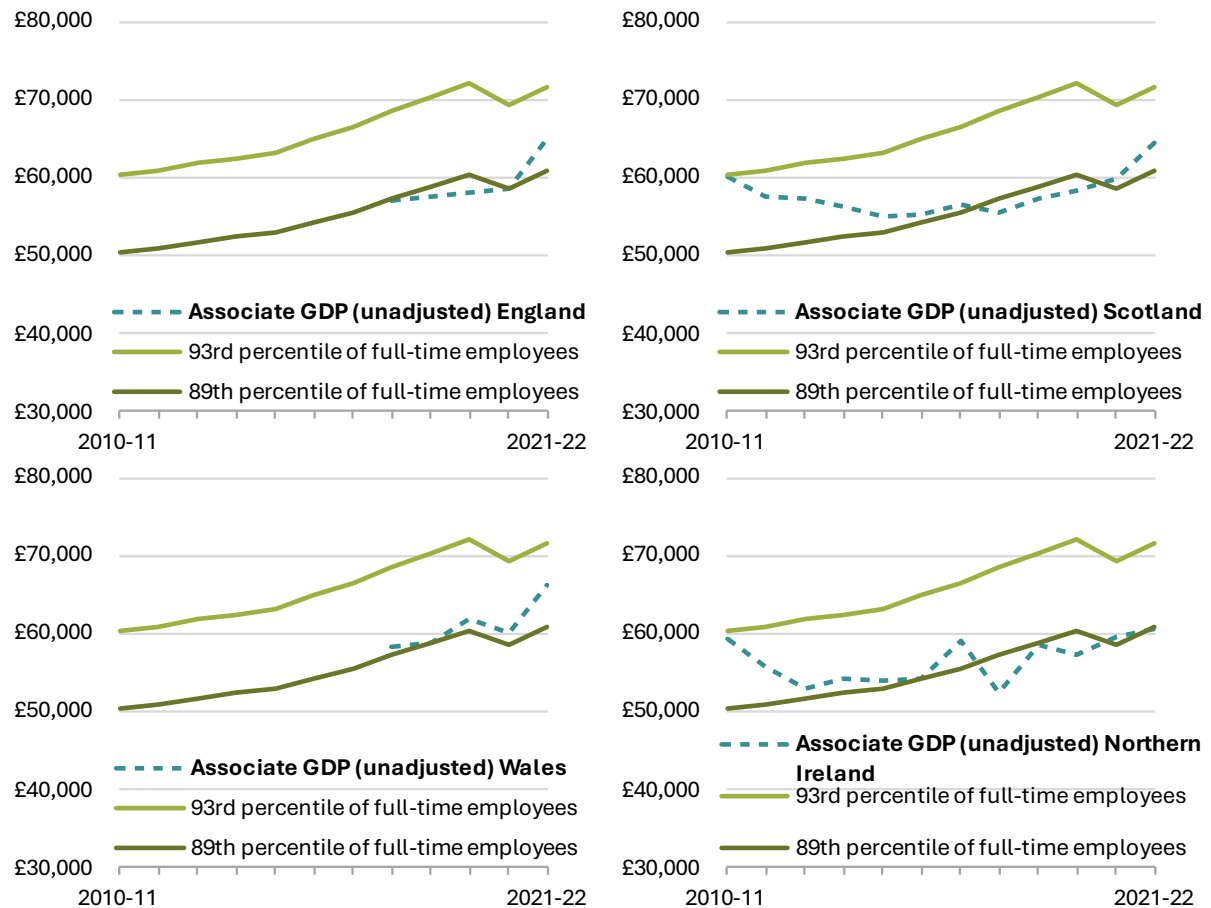 £80,000
£70,000
£60,000
£50,000
£40,000
£30,000
Associate GDP (unadjusted) England
93rd percentile of full-time employees
89th percentile of full-time employees
2010-11
2021-22
£80,000
£70,000
£60,000
£50,000
£40,000
£30,000
Associate GDP (unadjusted) Scotland
93rd percentile of full-time employees
89th percentile of full-time employees
2010-11
2021-22
£80,000
£70,000
£60,000
£50,000
£40,000
£30,000
Associate GDP (unadjusted) Wales
93rd percentile of full-time employees
89th percentile of full-time employees
2010-11
2021-22
£80,000
£70,000
£60,000
£50,000
£40,000
£30,000
Associate GDP (unadjusted) Northern
Ireland
93rd percentile of full-time employees
89th percentile of full-time employees
2010-11
2021-22